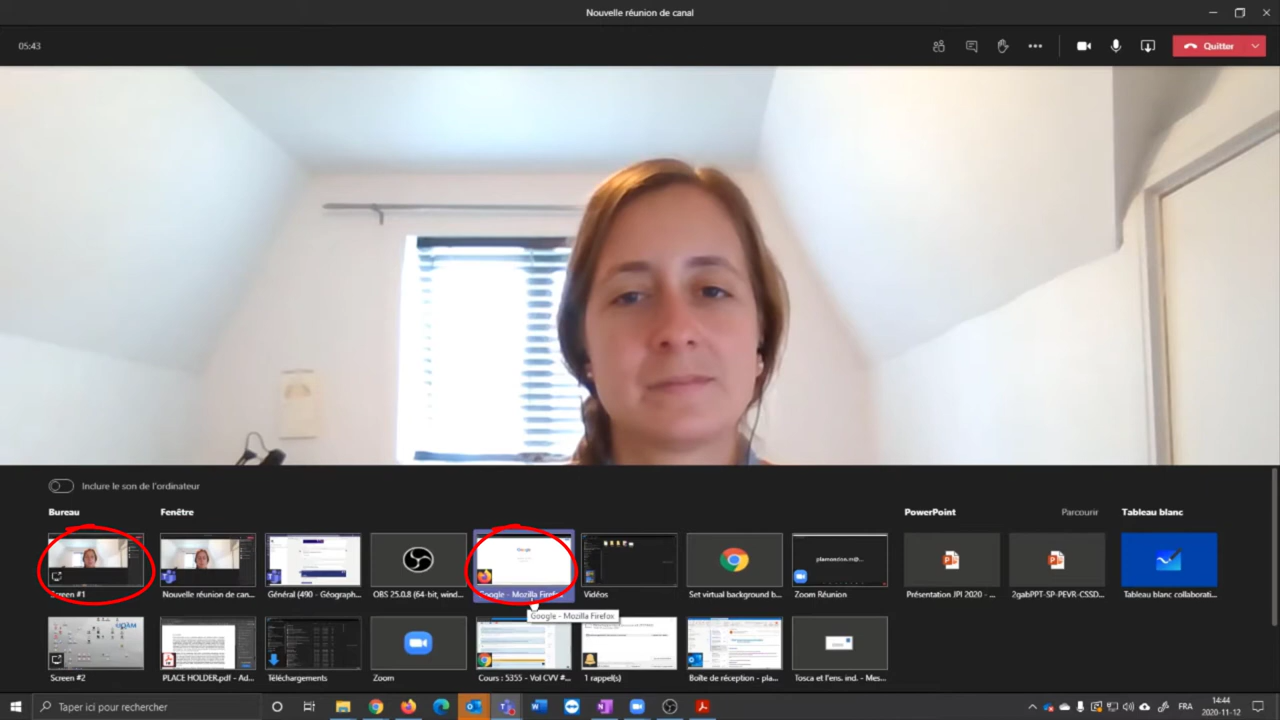 Nouvelle réunion de canal
05:43
Quitter
Inclure le son de l'ordinateur
Bureau
Fenêtre
PowerPoint
Parcourir
Tableau blanc
Screen #1
Nouvelle réunion de can...
Général (490 - Géograph...
OBS 25.0.8 (64-bit, wind...
Google - Mozilla Firefo...
Vidéos
Set virtual background b...
plamondon.m@...
Zoom Réunion
Présentation JPI 2020 - ...
2gabPPT-SP-PEVR-CSSD...
Tableau blanc collaborati...
Google - Mozilla Firefox
Google
UQAM
Screen #2
PLACE HOLDER.pdf - Ad...
Téléchargements
Zoom
Cours : 5355 - Vol CVV #...
1 rappel(s)
Boîte de réception - pla...
Tosca et l'ens. ind. - Mes...
Taper ici pour rechercher
FRA
14:44
2020-11-12